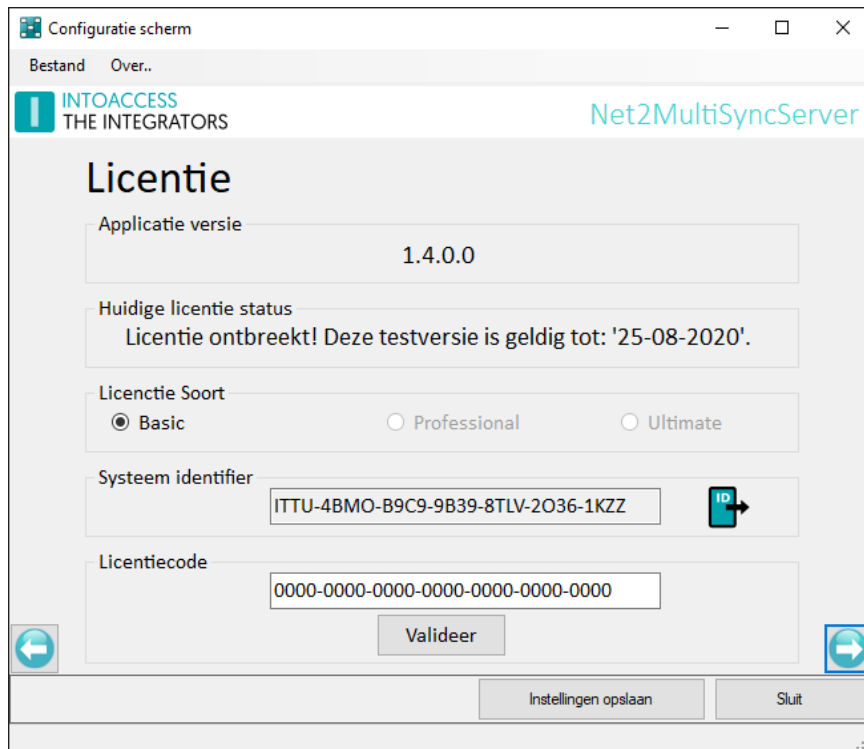 Configuratie scherm
Bestand Over..
INTOACCESS
THE INTEGRATORS
Net2MultiSyncServer
Licentie
Applicatie versie
1.4.0.0
Huidige licentie status
Licentie ontbreekt! Deze testversie is geldig tot: '25-08-2020'.
Licenctie Soort
Basic Professional Ultimate
Systeem identifier
ITTU-4BMO-B9C9-9B39-8TLV-2O36-1KZZ
ID
Licentiecode
0000-0000-0000-0000-0000-0000-0000
Valideer
Instellingen opslaan Sluit